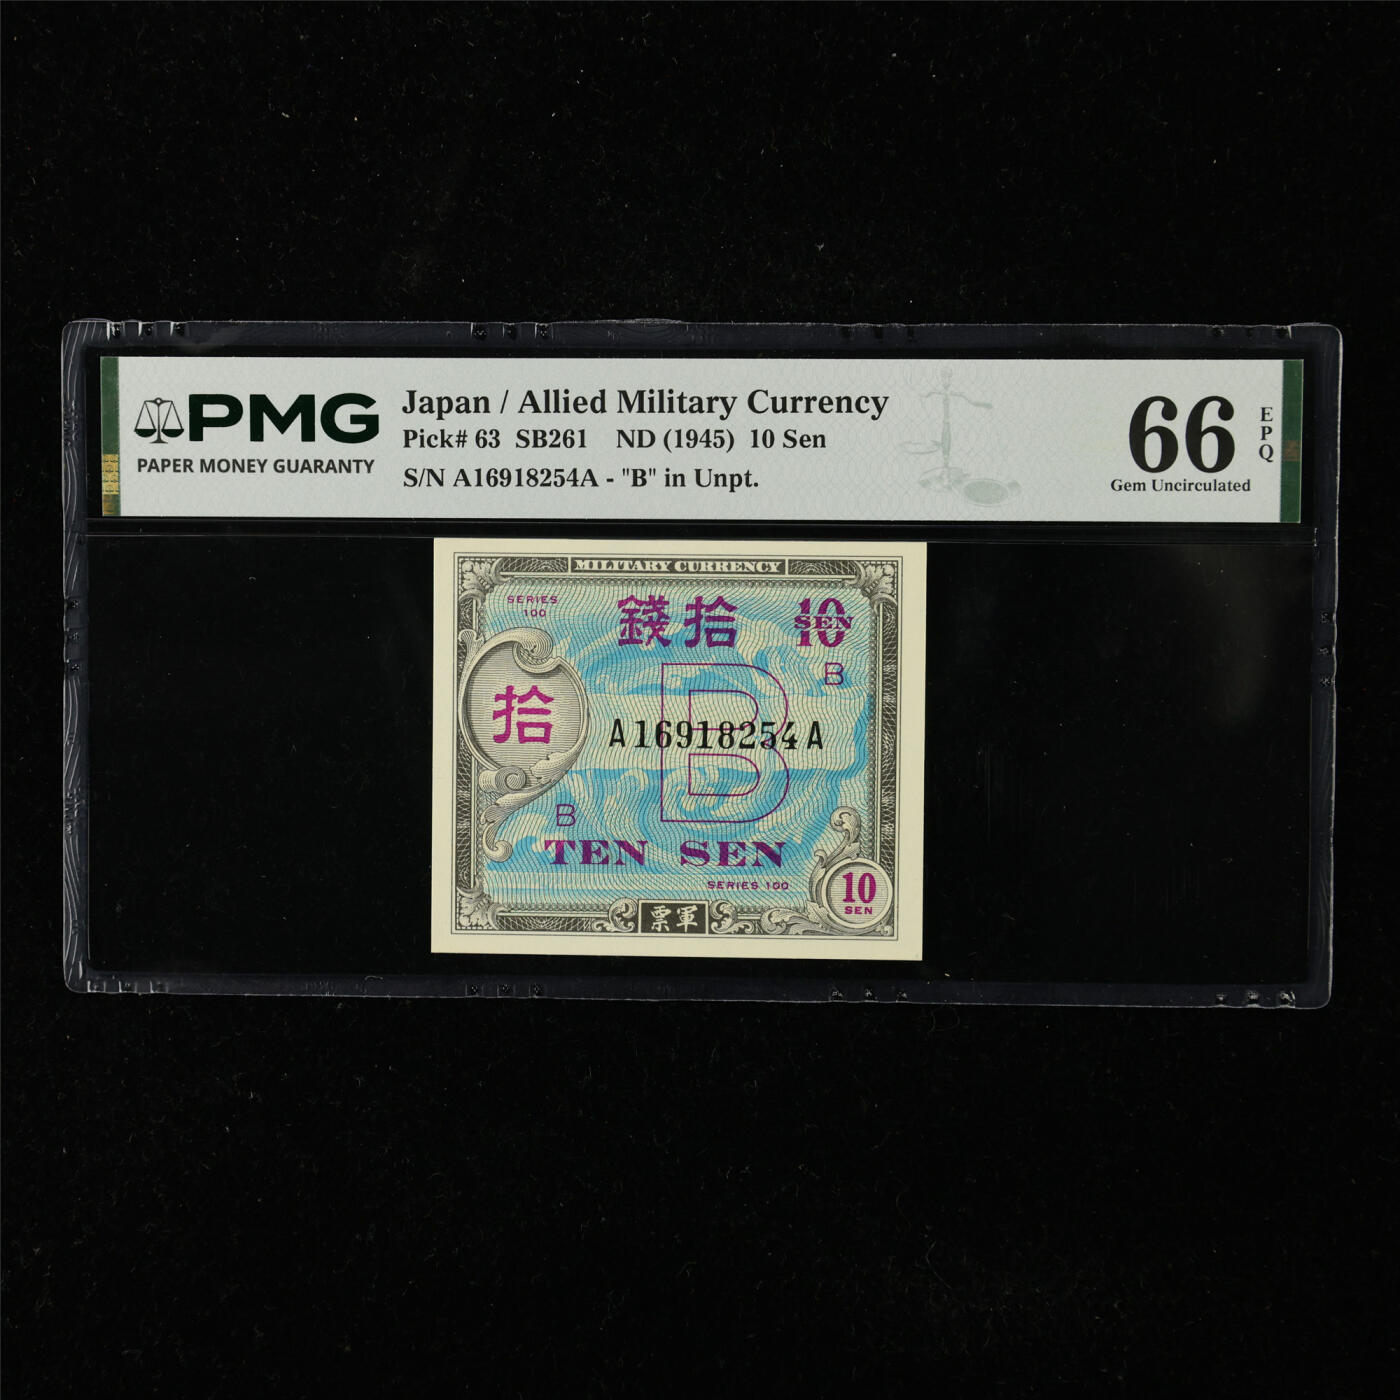 PMG
PAPER MONEY GUARANTY
Japan / Allied Military Currency
Pick# 63 SB261 ND (1945) 10 Sen
S/N A16918254A - "B" in Unpt.
66
EPQ
Gem Uncirculated
MILITARY CURRENCY
SERIES
100
錢拾
10
SEN
B
拾
B
A16918254A
B
TEN SEN
SERIES 100
10
SEN
票軍